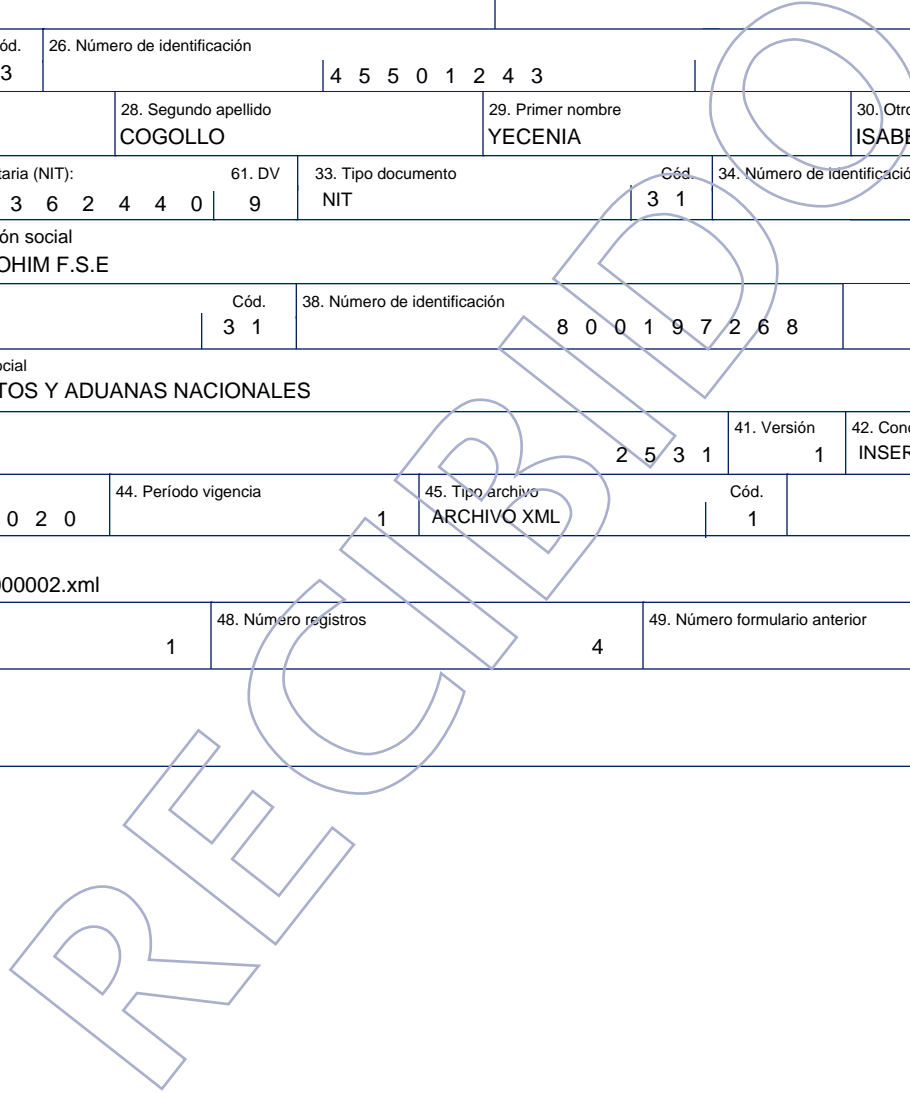 ód. 26. Número de identificación
3 4 5 5 0 1 2 4 3
28. Segundo apellido 29. Primer nombre 30. Otro
COGOLLO YECENIA ISABE
taria (NIT): 61. DV 33. Tipo documento Cód. 34. Número de identificació
3 6 2 4 4 0 9 NIT 3 1
ón social
OHIM F.S.E
Cód. 38. Número de identificación
3 1 8 0 0 1 9 7 2 6 8
ocial
TOS Y ADUANAS NACIONALES
41. Versión 42. Conc
2 5 3 1 1 INSER
44. Período vigencia 45. Tipo archivo Cód.
0 2 0 1 ARCHIVO XML 1
000002.xml
48. Número registros 49. Número formulario anterior
1 4
RECIBIDO